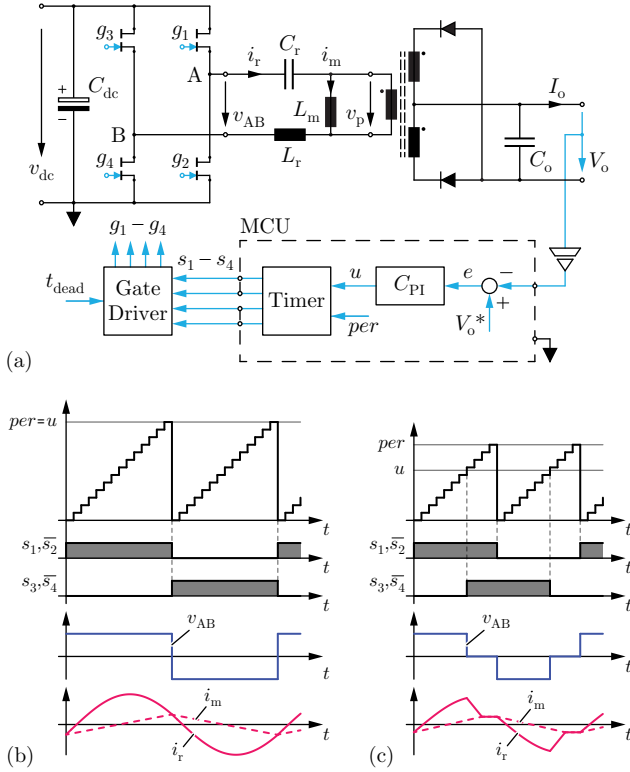 g3 g1
Cr
ir im
A
+
Cdc
−
B
vAB
Lm
vp
Io
g4 g2
Lr
Co
Vo
vdc
g1 – g4
MCU
s1 – s4
u
e
−
tdead
Gate
Driver
Timer
CPI
+
per
Vo*
(a)
per=u
t
s1,s̅2
t
s3,s̅4
t
vAB
t
im
ir
t
(b)
per
u
t
s1,s̅2
t
s3,s̅4
t
vAB
t
im
ir
t
(c)